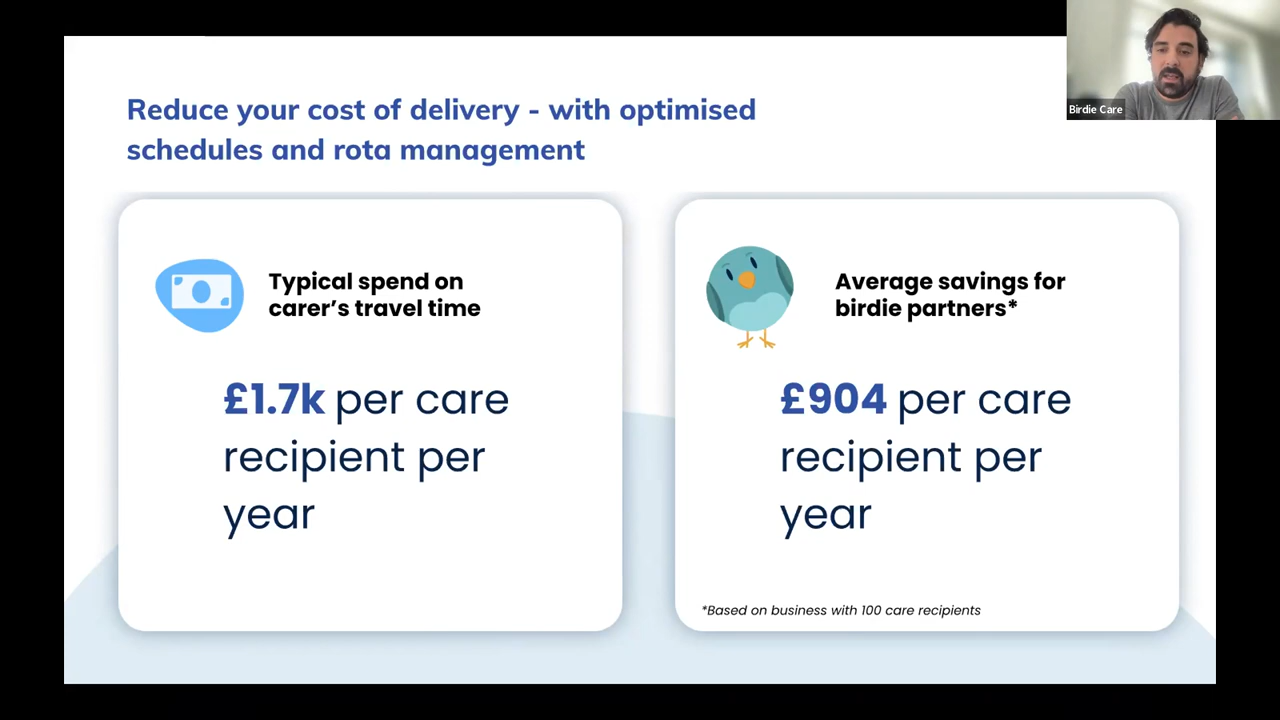 Reduce your cost of delivery - with optimised
schedules and rota management
Birdie Care
Typical spend on
carer’s travel time
£1.7k per care
recipient per
year
Average savings for
birdie partners*
£904 per care
recipient per
year
*Based on business with 100 care recipients